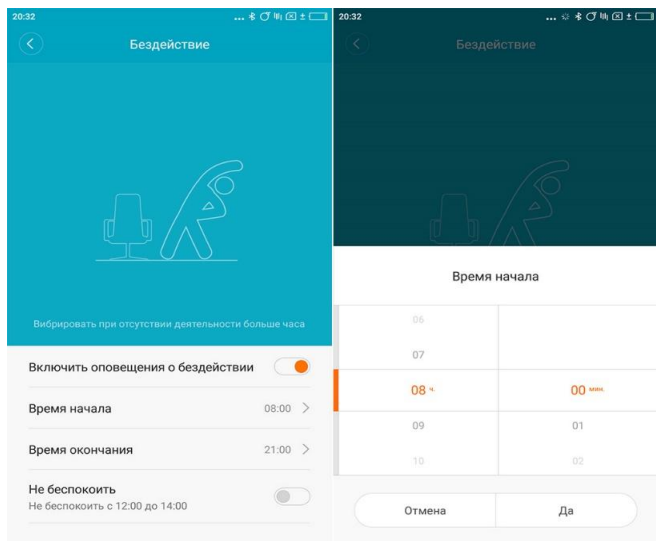 20:32
Бездействие
Вибрировать при отсутствии деятельности больше часа
Включить оповещения о бездействии
Время начала 08:00
Время окончания 21:00
Не беспокоить
Не беспокоить с 12:00 до 14:00
20:32
Бездействие
Время начала
06
07
08 ч. 00 мин.
09 01
10 02
Отмена Да